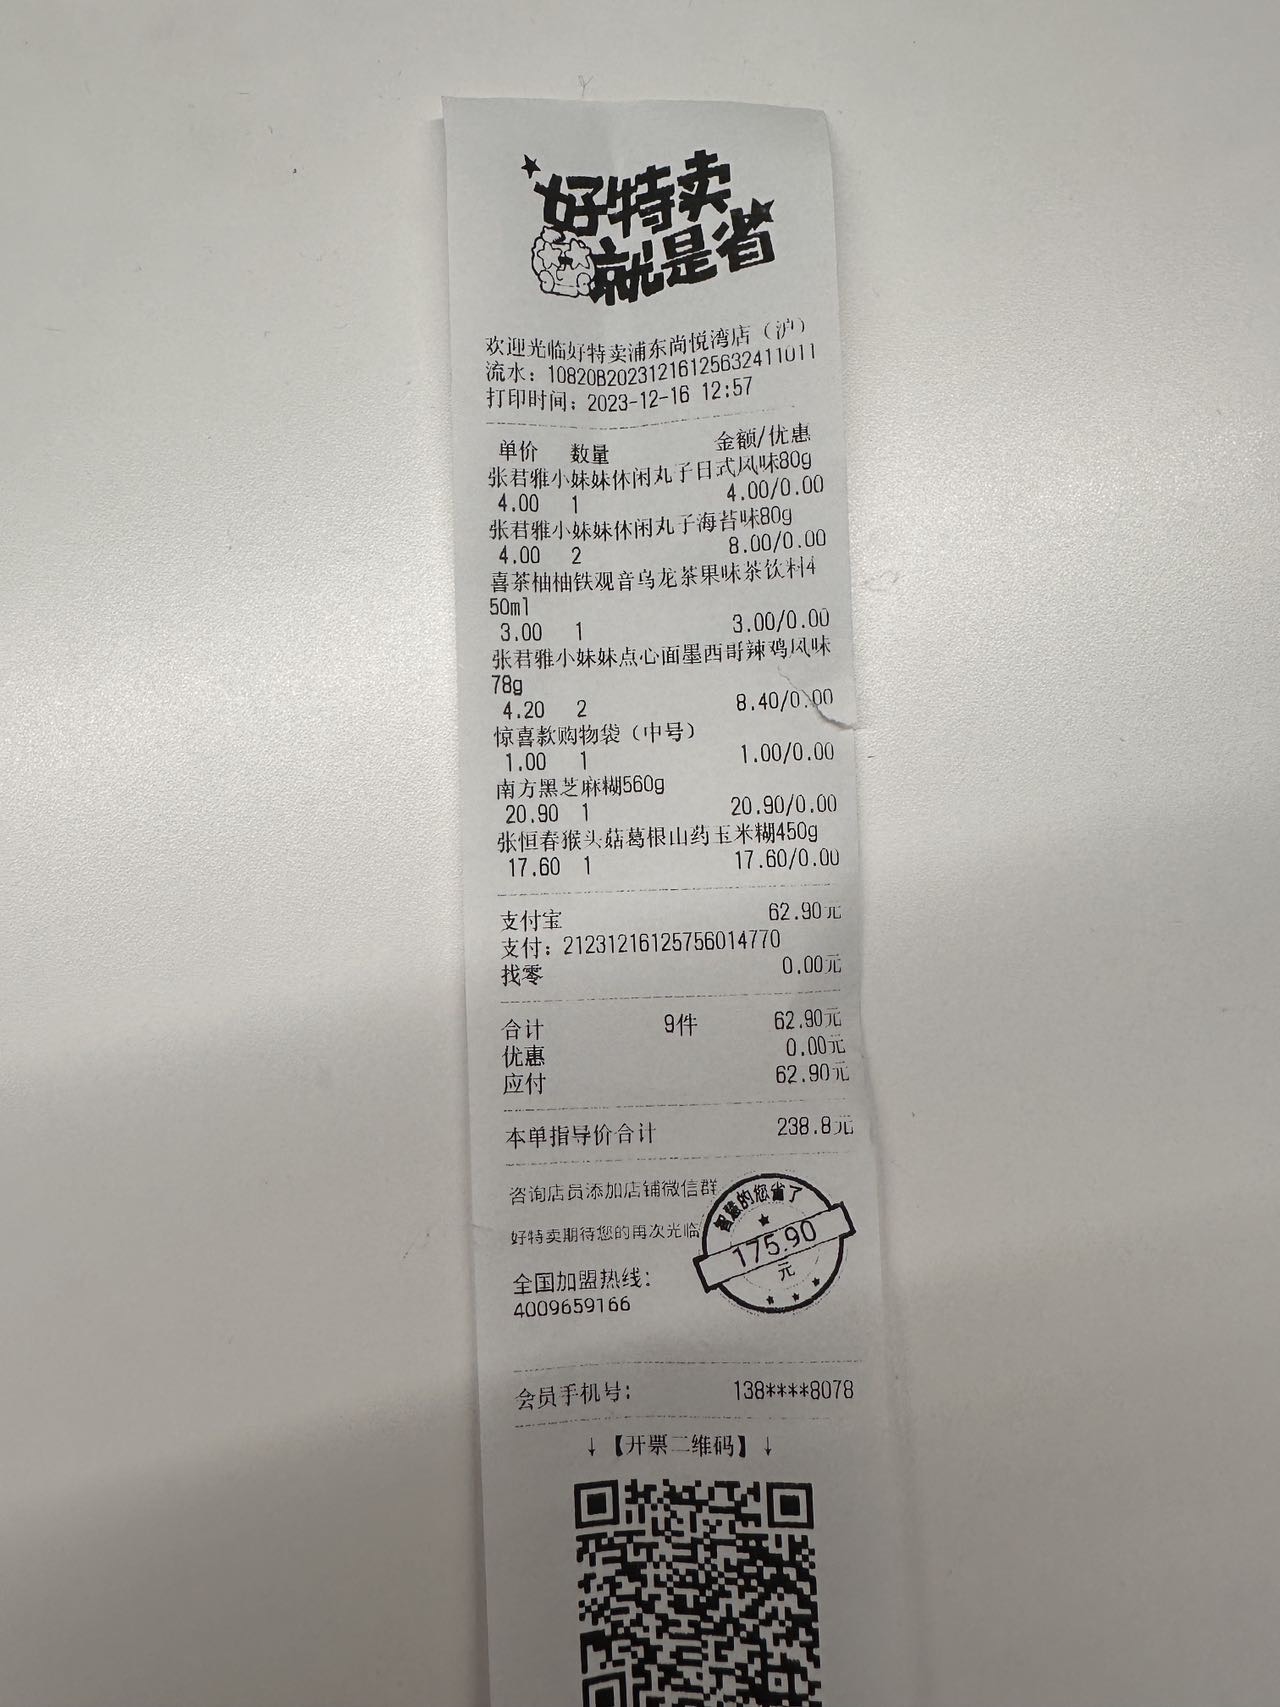 好特卖
就是省
欢迎光临好特卖浦东尚悦湾店（沪）
流水：10820B20231216125632411011
打印时间：2023-12-16 12:57
单价 数量 金额/优惠
张君雅小妹妹休闲丸子日式风味80g
4.00 1 4.00/0.00
张君雅小妹妹休闲丸子海苔味80g
4.00 2 8.00/0.00
喜茶柚柚铁观音乌龙茶果味茶饮料4
50ml
3.00 1 3.00/0.00
张君雅小妹妹点心面墨西哥辣鸡风味
78g
4.20 2 8.40/0.00
惊喜款购物袋（中号）
1.00 1 1.00/0.00
南方黑芝麻糊560g
20.90 1 20.90/0.00
张恒春猴头菇葛根山药玉米糊450g
17.60 1 17.60/0.00
支付宝 62.90元
支付：21231216125756014770
找零 0.00元
合计 9件 62.90元
优惠 0.00元
应付 62.90元
本单指导价合计 238.8元
咨询店员添加店铺微信群
好特卖期待您的再次光临
智慧的您省了
175.90
元
全国加盟热线：
4009659166
会员手机号： 138****8078
↓【开票二维码】↓